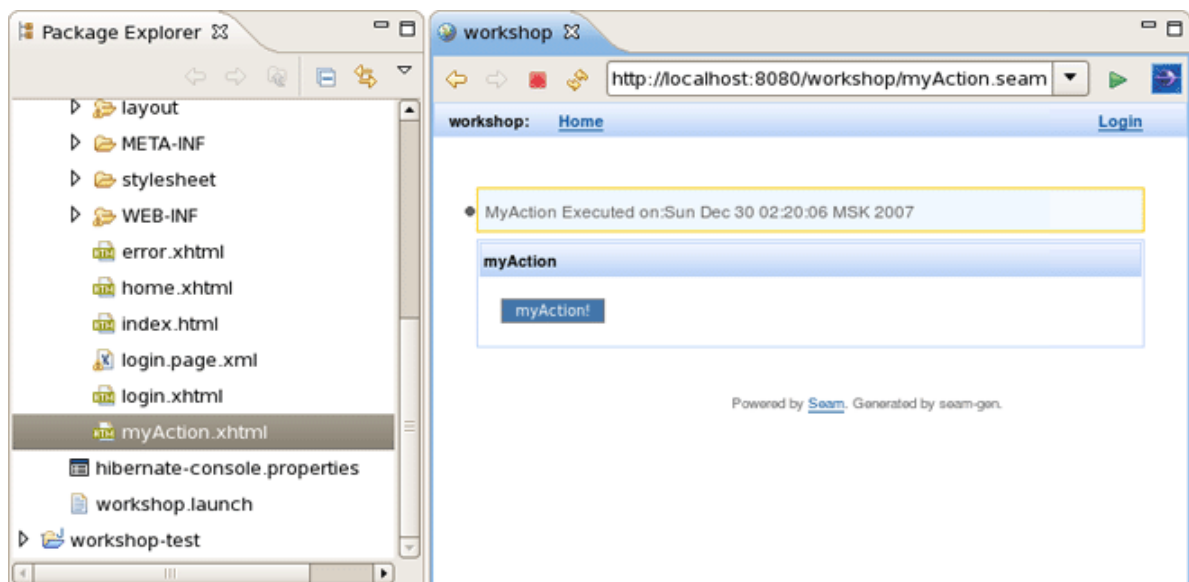 Package Explorer
layout
META-INF
stylesheet
WEB-INF
error.xhtml
home.xhtml
index.html
login.page.xml
login.xhtml
myAction.xhtml
hibernate-console.properties
workshop.launch
workshop-test
workshop
http://localhost:8080/workshop/myAction.seam
workshop: Home Login
MyAction Executed on:Sun Dec 30 02:20:06 MSK 2007
myAction
myAction!
Powered by Seam. Generated by seam-gen.